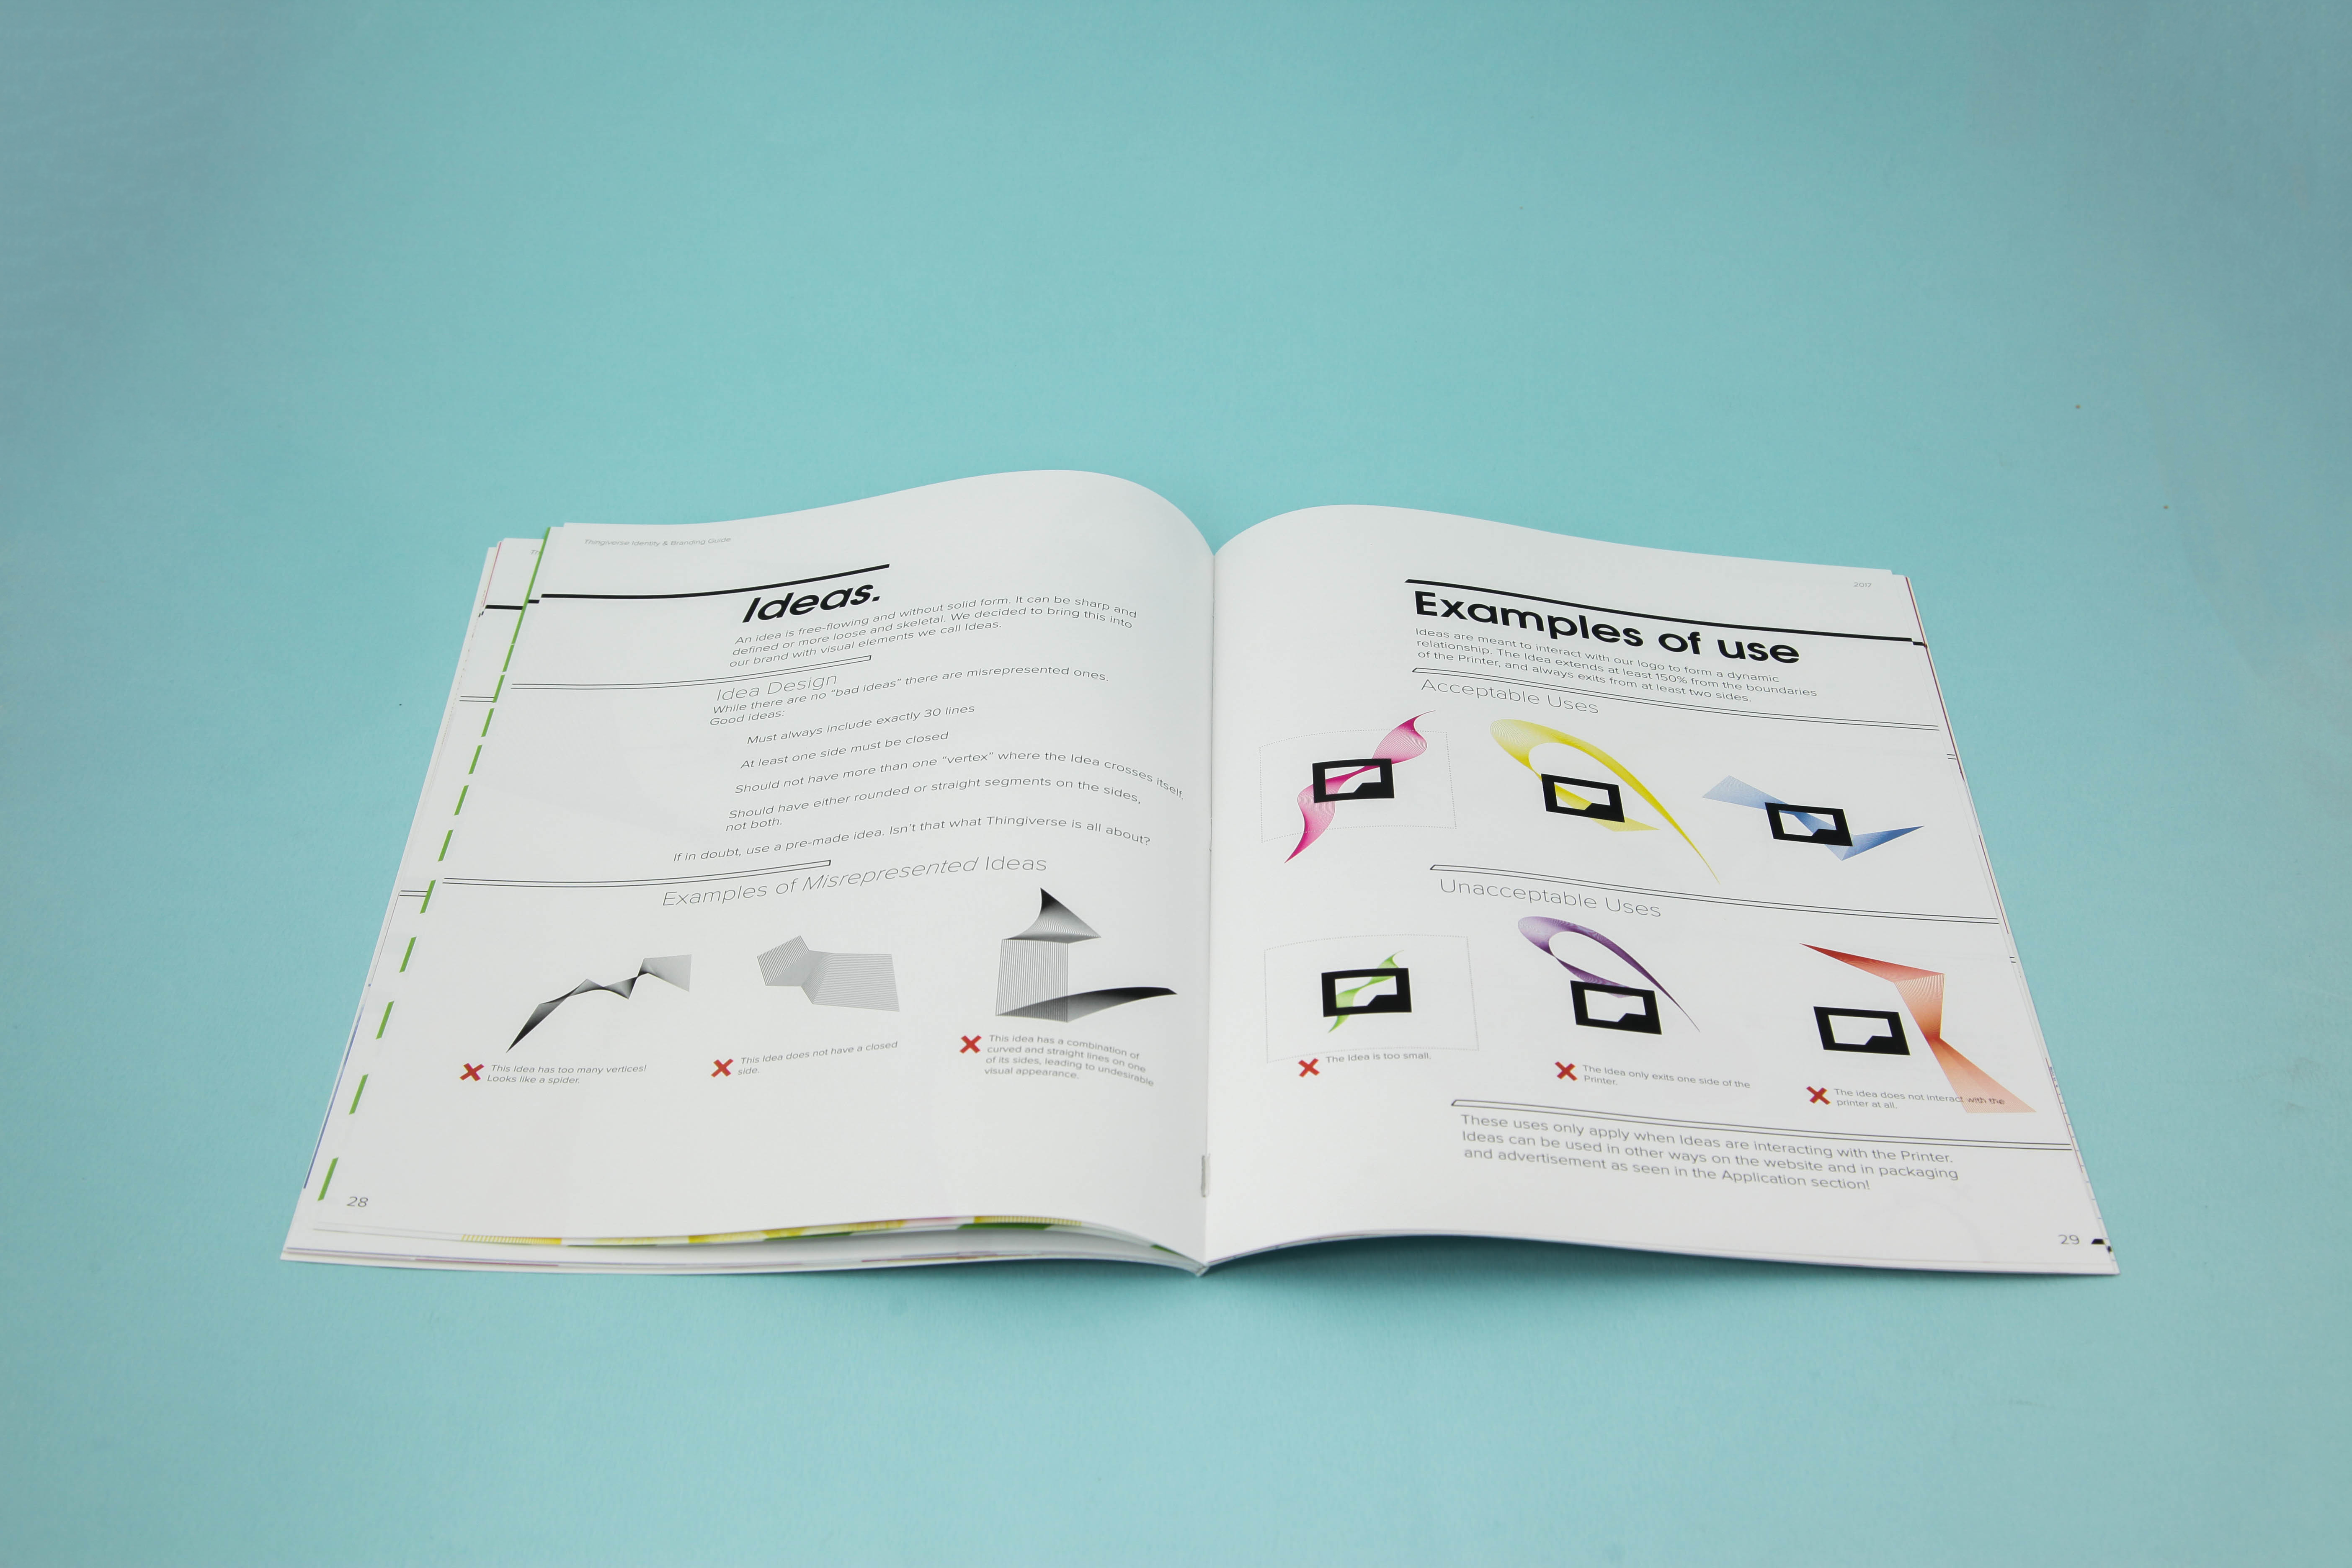 Thingiverse Identity & Branding Guide
Ideas.
An idea is free-flowing and without solid form. It can be sharp and
defined or more loose and skeletal. We decided to bring this into
our brand with visual elements we call Ideas.
Idea Design
While there are no "bad ideas" there are misrepresented ones.
Good ideas:
Must always include exactly 30 lines
At least one side must be closed
Should not have more than one "vertex" where the Idea crosses itself.
Should have either rounded or straight segments on the sides,
not both.
If in doubt, use a pre-made idea. Isn't that what Thingiverse is all about?
Examples of Misrepresented Ideas
This Idea has too many vertices!
Looks like a spider.
This Idea does not have a closed
side.
This idea has a combination of
curved and straight lines on one
of its sides, leading to undesirable
visual appearance.
28
2017
Examples of use
Ideas are meant to interact with our logo to form a dynamic
relationship. The Idea extends at least 150% from the boundaries
of the Printer, and always exits from at least two sides.
Acceptable Uses
Unacceptable Uses
The Idea is too small.
The Idea only exits one side of the
Printer.
The idea does not interact with the
printer at all.
These uses only apply when Ideas are interacting with the Printer.
Ideas can be used in other ways on the website and in packaging
and advertisement as seen in the Application section!
29